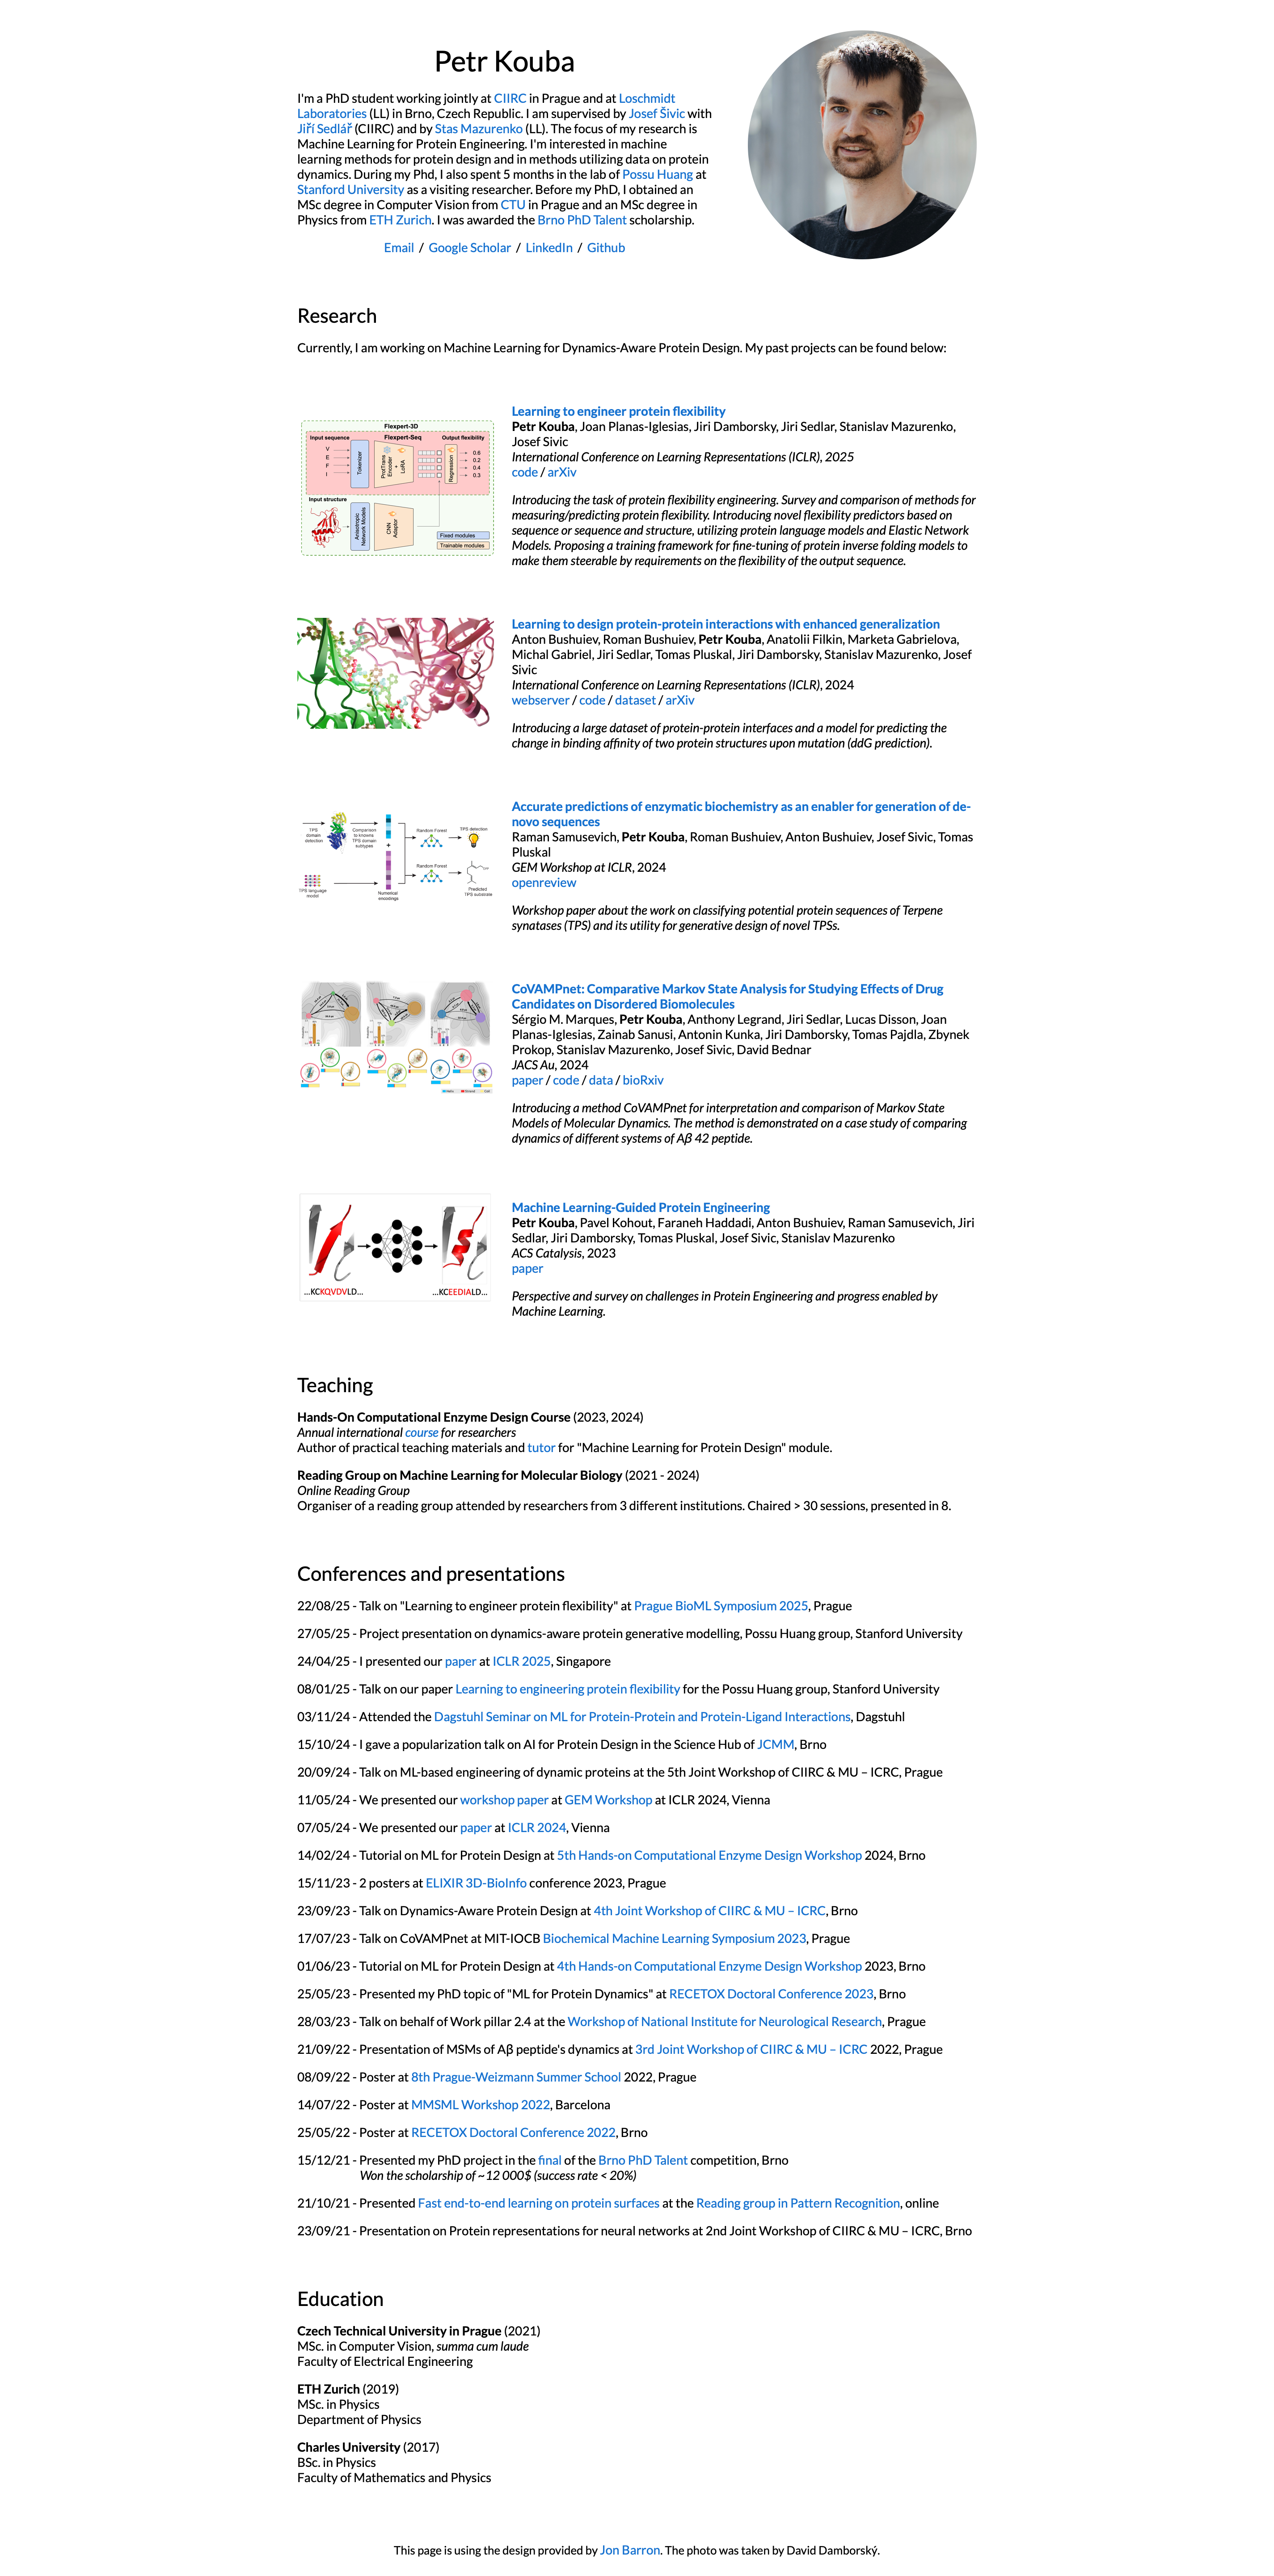 Petr Kouba
I'm a PhD student working jointly at CIIRC in Prague and at Loschmidt
Laboratories (LL) in Brno, Czech Republic. I am supervised by Josef Šivic with
Jiří Sedlář (CIIRC) and by Stas Mazurenko (LL). The focus of my research is
Machine Learning for Protein Engineering. I'm interested in machine
learning methods for protein design and in methods utilizing data on protein
dynamics. During my Phd, I also spent 5 months in the lab of Possu Huang at
Stanford University as a visiting researcher. Before my PhD, I obtained an
MSc degree in Computer Vision from CTU in Prague and an MSc degree in
Physics from ETH Zurich. I was awarded the Brno PhD Talent scholarship.
Email / Google Scholar / LinkedIn / Github
Research
Currently, I am working on Machine Learning for Dynamics-Aware Protein Design. My past projects can be found below:
Flexpert-3D
Input sequence Flexpert-Seq Output flexibility
V
E
F
I
Tokenizer
ProtTrans Encoder + LoRA
Regression
0.6
0.2
0.4
0.3
Input structure
Anisotropic Network Models
CNN Adaptor
Fixed modules
Trainable modules
Learning to engineer protein flexibility
Petr Kouba, Joan Planas-Iglesias, Jiri Damborsky, Jiri Sedlar, Stanislav Mazurenko,
Josef Sivic
International Conference on Learning Representations (ICLR), 2025
code / arXiv
Introducing the task of protein flexibility engineering. Survey and comparison of methods for
measuring/predicting protein flexibility. Introducing novel flexibility predictors based on
sequence or sequence and structure, utilizing protein language models and Elastic Network
Models. Proposing a training framework for fine-tuning of protein inverse folding models to
make them steerable by requirements on the flexibility of the output sequence.
Learning to design protein-protein interactions with enhanced generalization
Anton Bushuiev, Roman Bushuiev, Petr Kouba, Anatolii Filkin, Marketa Gabrielova,
Michal Gabriel, Jiri Sedlar, Tomas Pluskal, Jiri Damborsky, Stanislav Mazurenko, Josef
Sivic
International Conference on Learning Representations (ICLR), 2024
webserver / code / dataset / arXiv
Introducing a large dataset of protein-protein interfaces and a model for predicting the
change in binding affinity of two protein structures upon mutation (ddG prediction).
TPS
domain
detection
Comparison
to knowns
TPS domain
subtypes
Random Forest
TPS detection
+
Random Forest
TPS language
model
Numerical
encodings
Predicted
TPS substrate
Accurate predictions of enzymatic biochemistry as an enabler for generation of de-
novo sequences
Raman Samusevich, Petr Kouba, Roman Bushuiev, Anton Bushuiev, Josef Sivic, Tomas
Pluskal
GEM Workshop at ICLR, 2024
openreview
Workshop paper about the work on classifying potential protein sequences of Terpene
synatases (TPS) and its utility for generative design of novel TPSs.
CoVAMPnet: Comparative Markov State Analysis for Studying Effects of Drug
Candidates on Disordered Biomolecules
Sérgio M. Marques, Petr Kouba, Anthony Legrand, Jiri Sedlar, Lucas Disson, Joan
Planas-Iglesias, Zainab Sanusi, Antonin Kunka, Jiri Damborsky, Tomas Pajdla, Zbynek
Prokop, Stanislav Mazurenko, Josef Sivic, David Bednar
JACS Au, 2024
paper / code / data / bioRxiv
Introducing a method CoVAMPnet for interpretation and comparison of Markov State
Models of Molecular Dynamics. The method is demonstrated on a case study of comparing
dynamics of different systems of Aβ 42 peptide.
...KCKQVDVLD... ...KCEEDIALD...
Machine Learning-Guided Protein Engineering
Petr Kouba, Pavel Kohout, Faraneh Haddadi, Anton Bushuiev, Raman Samusevich, Jiri
Sedlar, Jiri Damborsky, Tomas Pluskal, Josef Sivic, Stanislav Mazurenko
ACS Catalysis, 2023
paper
Perspective and survey on challenges in Protein Engineering and progress enabled by
Machine Learning.
Teaching
Hands-On Computational Enzyme Design Course (2023, 2024)
Annual international course for researchers
Author of practical teaching materials and tutor for "Machine Learning for Protein Design" module.
Reading Group on Machine Learning for Molecular Biology (2021 - 2024)
Online Reading Group
Organiser of a reading group attended by researchers from 3 different institutions. Chaired > 30 sessions, presented in 8.
Conferences and presentations
22/08/25 - Talk on "Learning to engineer protein flexibility" at Prague BioML Symposium 2025, Prague
27/05/25 - Project presentation on dynamics-aware protein generative modelling, Possu Huang group, Stanford University
24/04/25 - I presented our paper at ICLR 2025, Singapore
08/01/25 - Talk on our paper Learning to engineering protein flexibility for the Possu Huang group, Stanford University
03/11/24 - Attended the Dagstuhl Seminar on ML for Protein-Protein and Protein-Ligand Interactions, Dagstuhl
15/10/24 - I gave a popularization talk on AI for Protein Design in the Science Hub of JCMM, Brno
20/09/24 - Talk on ML-based engineering of dynamic proteins at the 5th Joint Workshop of CIIRC & MU – ICRC, Prague
11/05/24 - We presented our workshop paper at GEM Workshop at ICLR 2024, Vienna
07/05/24 - We presented our paper at ICLR 2024, Vienna
14/02/24 - Tutorial on ML for Protein Design at 5th Hands-on Computational Enzyme Design Workshop 2024, Brno
15/11/23 - 2 posters at ELIXIR 3D-BioInfo conference 2023, Prague
23/09/23 - Talk on Dynamics-Aware Protein Design at 4th Joint Workshop of CIIRC & MU – ICRC, Brno
17/07/23 - Talk on CoVAMPnet at MIT-IOCB Biochemical Machine Learning Symposium 2023, Prague
01/06/23 - Tutorial on ML for Protein Design at 4th Hands-on Computational Enzyme Design Workshop 2023, Brno
25/05/23 - Presented my PhD topic of "ML for Protein Dynamics" at RECETOX Doctoral Conference 2023, Brno
28/03/23 - Talk on behalf of Work pillar 2.4 at the Workshop of National Institute for Neurological Research, Prague
21/09/22 - Presentation of MSMs of Aβ peptide's dynamics at 3rd Joint Workshop of CIIRC & MU – ICRC 2022, Prague
08/09/22 - Poster at 8th Prague-Weizmann Summer School 2022, Prague
14/07/22 - Poster at MMSML Workshop 2022, Barcelona
25/05/22 - Poster at RECETOX Doctoral Conference 2022, Brno
15/12/21 - Presented my PhD project in the final of the Brno PhD Talent competition, Brno
Won the scholarship of ~12 000$ (success rate < 20%)
21/10/21 - Presented Fast end-to-end learning on protein surfaces at the Reading group in Pattern Recognition, online
23/09/21 - Presentation on Protein representations for neural networks at 2nd Joint Workshop of CIIRC & MU – ICRC, Brno
Education
Czech Technical University in Prague (2021)
MSc. in Computer Vision, summa cum laude
Faculty of Electrical Engineering
ETH Zurich (2019)
MSc. in Physics
Department of Physics
Charles University (2017)
BSc. in Physics
Faculty of Mathematics and Physics
This page is using the design provided by Jon Barron. The photo was taken by David Damborský.